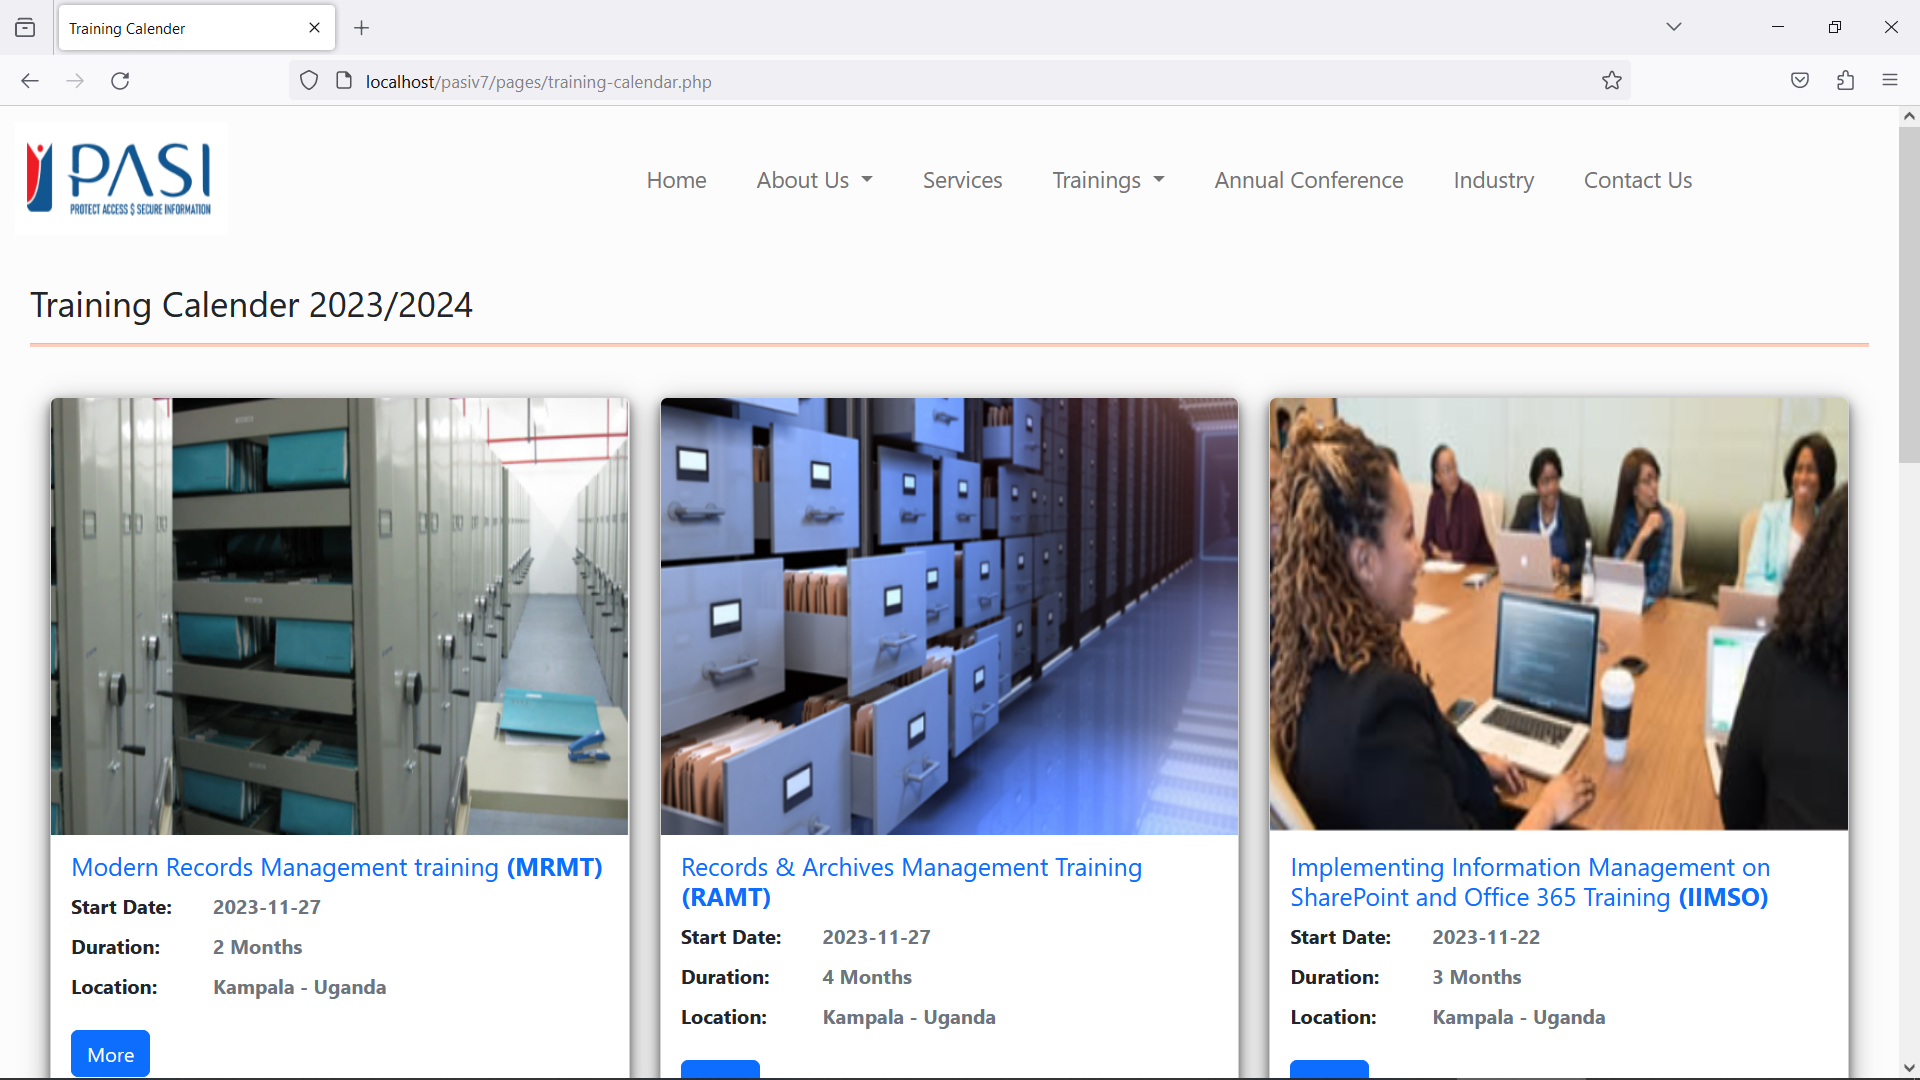 Training Calender
localhost/pasiv7/pages/training-calendar.php
PASI
PROTECT ACCESS $ SECURE INFORMATION
Home About Us Services Trainings Annual Conference Industry Contact Us
Training Calender 2023/2024
Modern Records Management training (MRMT)
Start Date: 2023-11-27
Duration: 2 Months
Location: Kampala - Uganda
More
Records & Archives Management Training
(RAMT)
Start Date: 2023-11-27
Duration: 4 Months
Location: Kampala - Uganda
Implementing Information Management on
SharePoint and Office 365 Training (IIMSO)
Start Date: 2023-11-22
Duration: 3 Months
Location: Kampala - Uganda